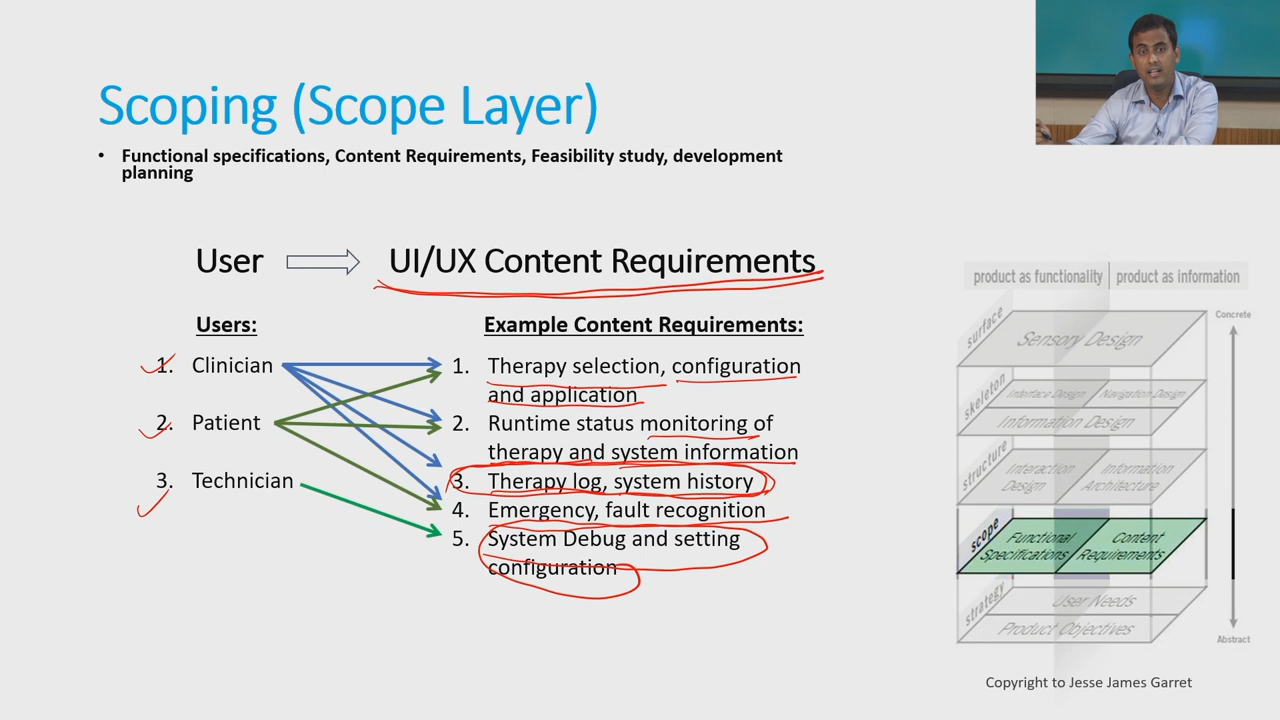 Scoping (Scope Layer)
• Functional specifications, Content Requirements, Feasibility study, development
planning
User
UI/UX Content Requirements
Users:
1. Clinician
2. Patient
3. Technician
Example Content Requirements:
1. Therapy selection, configuration
and application
2. Runtime status monitoring of
therapy and system information
3. Therapy log, system history
4. Emergency, fault recognition
5. System Debug and setting
configuration
product as functionality
product as information
Concrete
surface
Sensory Design
skeleton
Interface Design
Navigation Design
Information Design
structure
Interaction
Design
Information
Architecture
scope
Functional
Specifications
Content
Requirements
strategy
User Needs
Product Objectives
Abstract
Copyright to Jesse James Garret